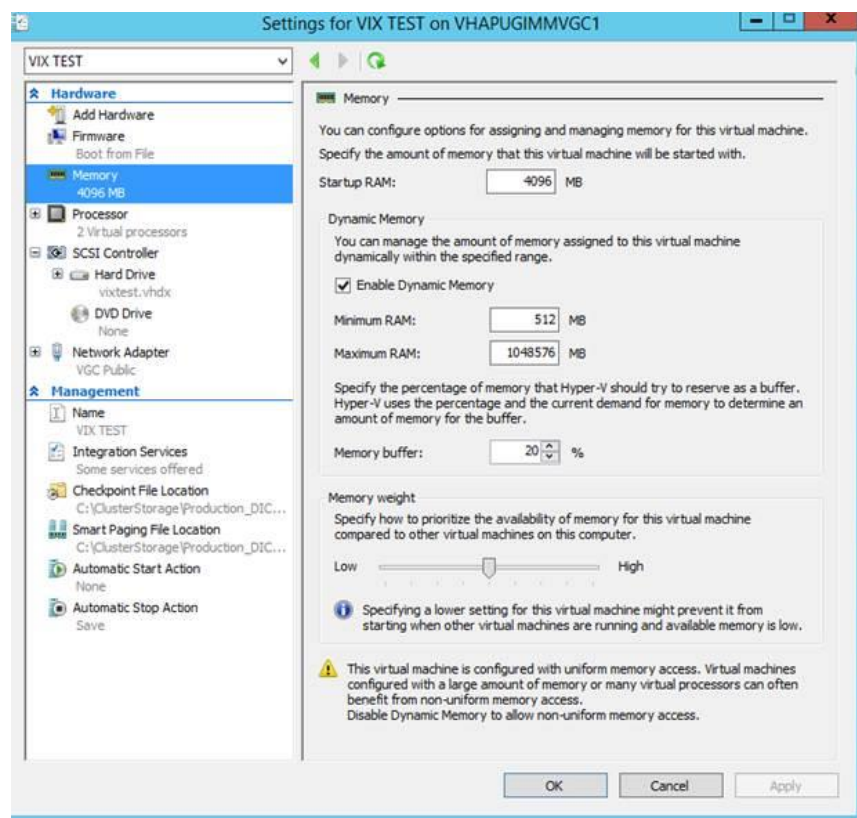 Settings for VIX TEST on VHAPUGIMMVGC1
VIX TEST
Hardware
Add Hardware
Firmware
Boot from File
Memory
4096 MB
Processor
2 Virtual processors
SCSI Controller
Hard Drive
vixtest.vhdx
DVD Drive
None
Network Adapter
VGC Public
Management
Name
VIX TEST
Integration Services
Some services offered
Checkpoint File Location
C:\ClusterStorage\Production_DIC...
Smart Paging File Location
C:\ClusterStorage\Production_DIC...
Automatic Start Action
None
Automatic Stop Action
Save
Memory
You can configure options for assigning and managing memory for this virtual machine.
Specify the amount of memory that this virtual machine will be started with.
Startup RAM: 4096 MB
Dynamic Memory
You can manage the amount of memory assigned to this virtual machine
dynamically within the specified range.
Enable Dynamic Memory
Minimum RAM: 512 MB
Maximum RAM: 1048576 MB
Specify the percentage of memory that Hyper-V should try to reserve as a buffer.
Hyper-V uses the percentage and the current demand for memory to determine an
amount of memory for the buffer.
Memory buffer: 20 %
Memory weight
Specify how to prioritize the availability of memory for this virtual machine
compared to other virtual machines on this computer.
Low High
Specifying a lower setting for this virtual machine might prevent it from
starting when other virtual machines are running and available memory is low.
This virtual machine is configured with uniform memory access. Virtual machines
configured with a large amount of memory or many virtual processors can often
benefit from non-uniform memory access.
Disable Dynamic Memory to allow non-uniform memory access.
OK Cancel Apply